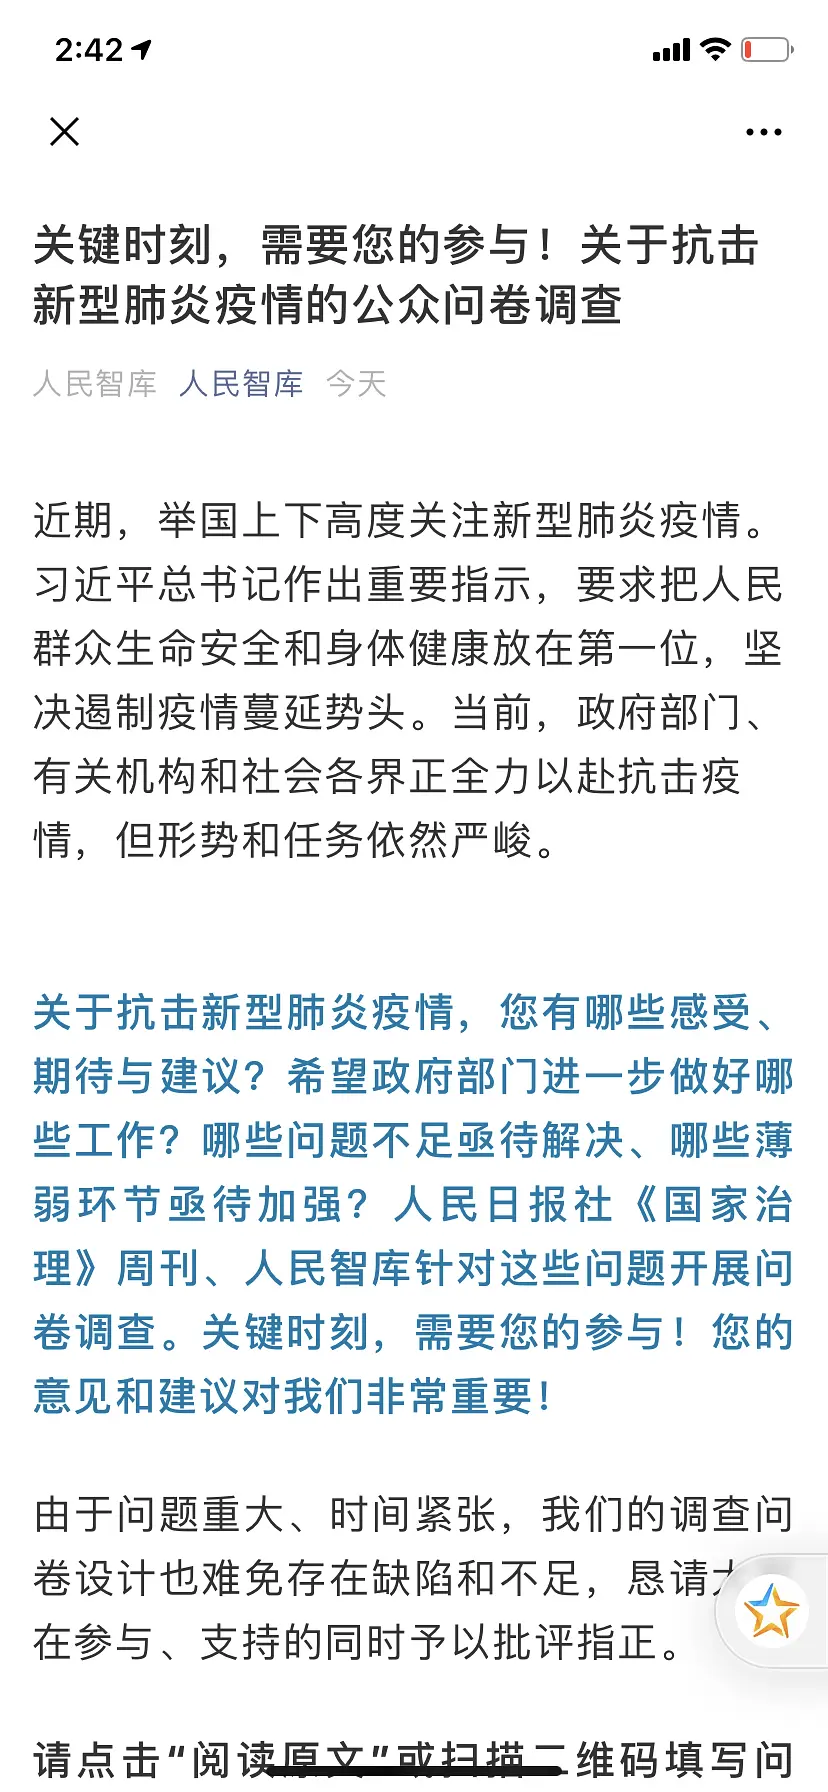 2:42
关键时刻，需要您的参与！关于抗击
新型肺炎疫情的公众问卷调查
人民智库 人民智库 今天
近期，举国上下高度关注新型肺炎疫情。
习近平总书记作出重要指示，要求把人民
群众生命安全和身体健康放在第一位，坚
决遏制疫情蔓延势头。当前，政府部门、
有关机构和社会各界正全力以赴抗击疫
情，但形势和任务依然严峻。
关于抗击新型肺炎疫情，您有哪些感受、
期待与建议？希望政府部门进一步做好哪
些工作？哪些问题不足亟待解决、哪些薄
弱环节亟待加强？人民日报社《国家治
理》周刊、人民智库针对这些问题开展问
卷调查。关键时刻，需要您的参与！您的
意见和建议对我们非常重要！
由于问题重大、时间紧张，我们的调查问
卷设计也难免存在缺陷和不足，恳请
在参与、支持的同时予以批评指正。
请点击“阅读原文”或扫描二维码填写问